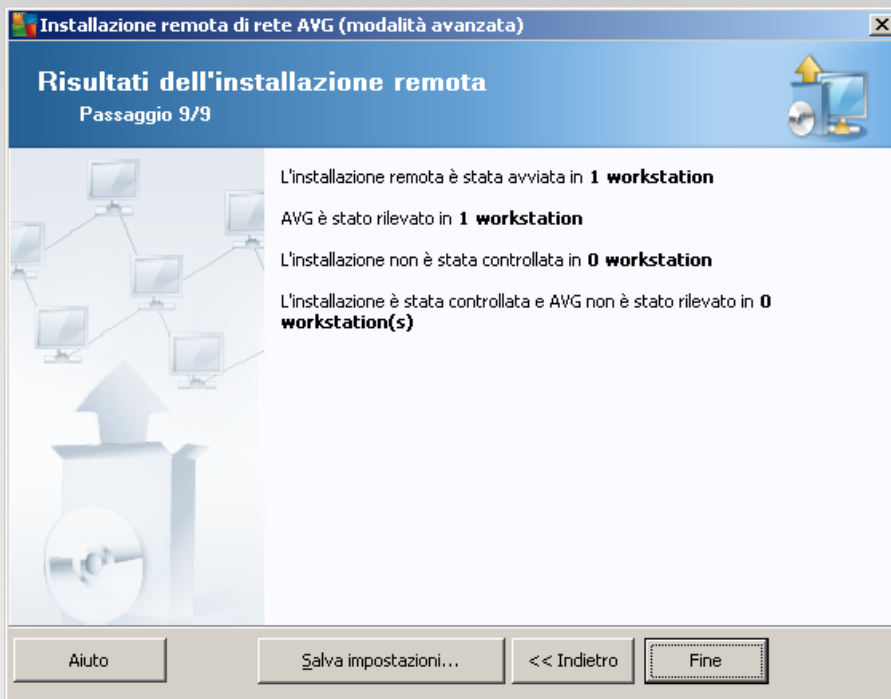 Installazione remota di rete AVG (modalità avanzata)
Risultati dell'installazione remota
Passaggio 9/9
L'installazione remota è stata avviata in 1 workstation
AVG è stato rilevato in 1 workstation
L'installazione non è stata controllata in 0 workstation
L'installazione è stata controllata e AVG non è stato rilevato in 0
workstation(s)
Aiuto
Salva impostazioni...
<< Indietro
Fine